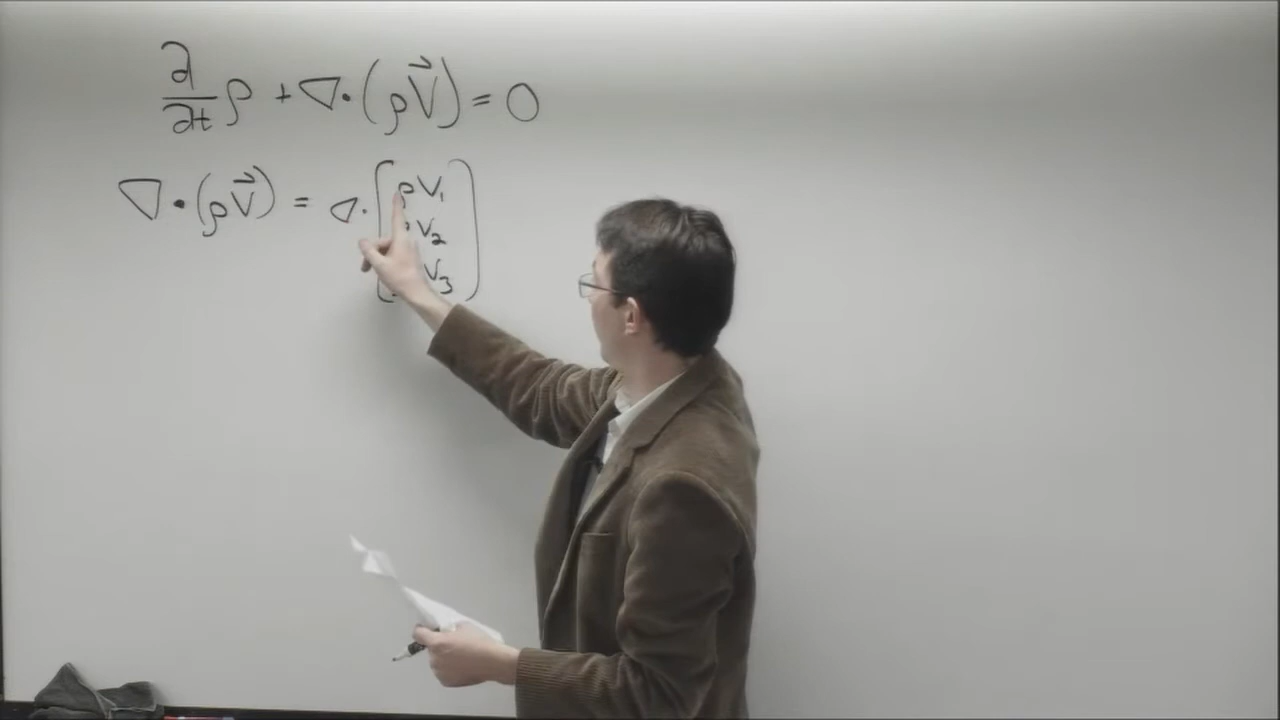 ∂/∂t ρ + ∇·(ρV⃗) = 0
∇·(ρV⃗) = ∇·[ρV₁
V₂
V₃]